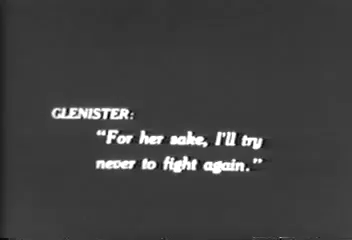 GLENISTER:
"For her sake, I'll try
never to fight again."